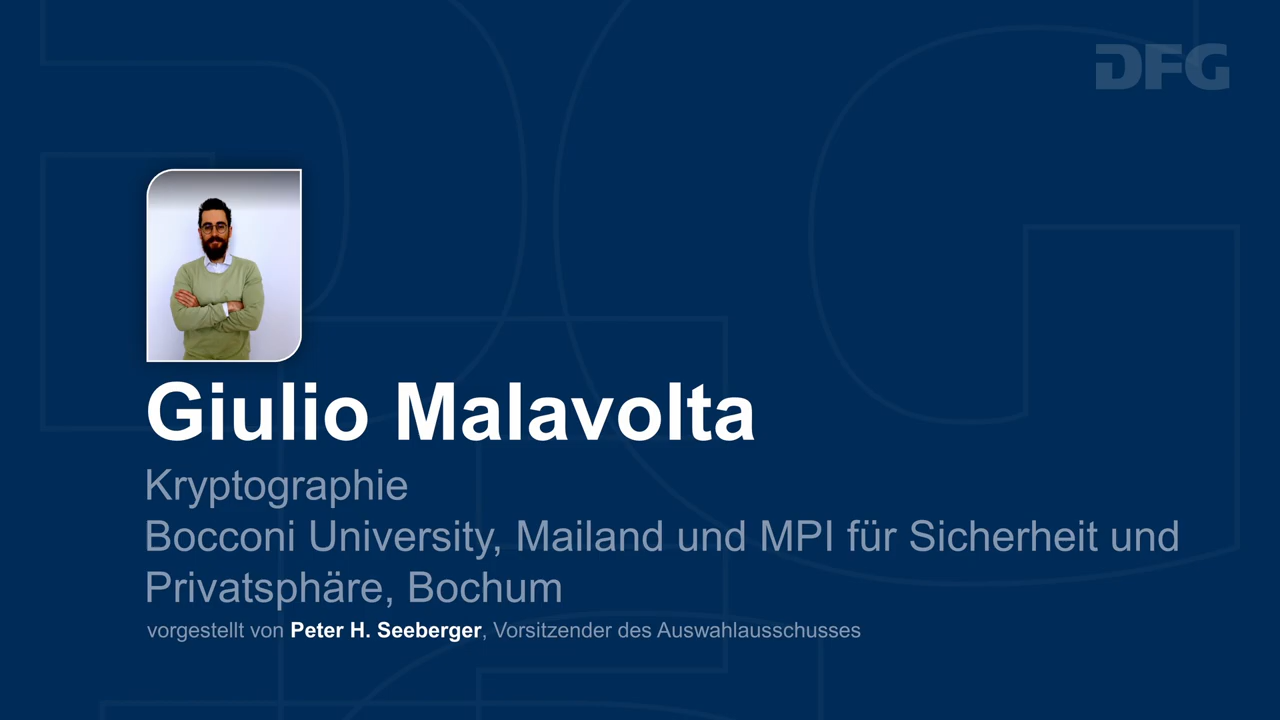 DFG
Giulio Malavolta
Kryptographie
Bocconi University, Mailand und MPI für Sicherheit und
Privatsphäre, Bochum
vorgestellt von Peter H. Seeberger, Vorsitzender des Auswahlausschusses